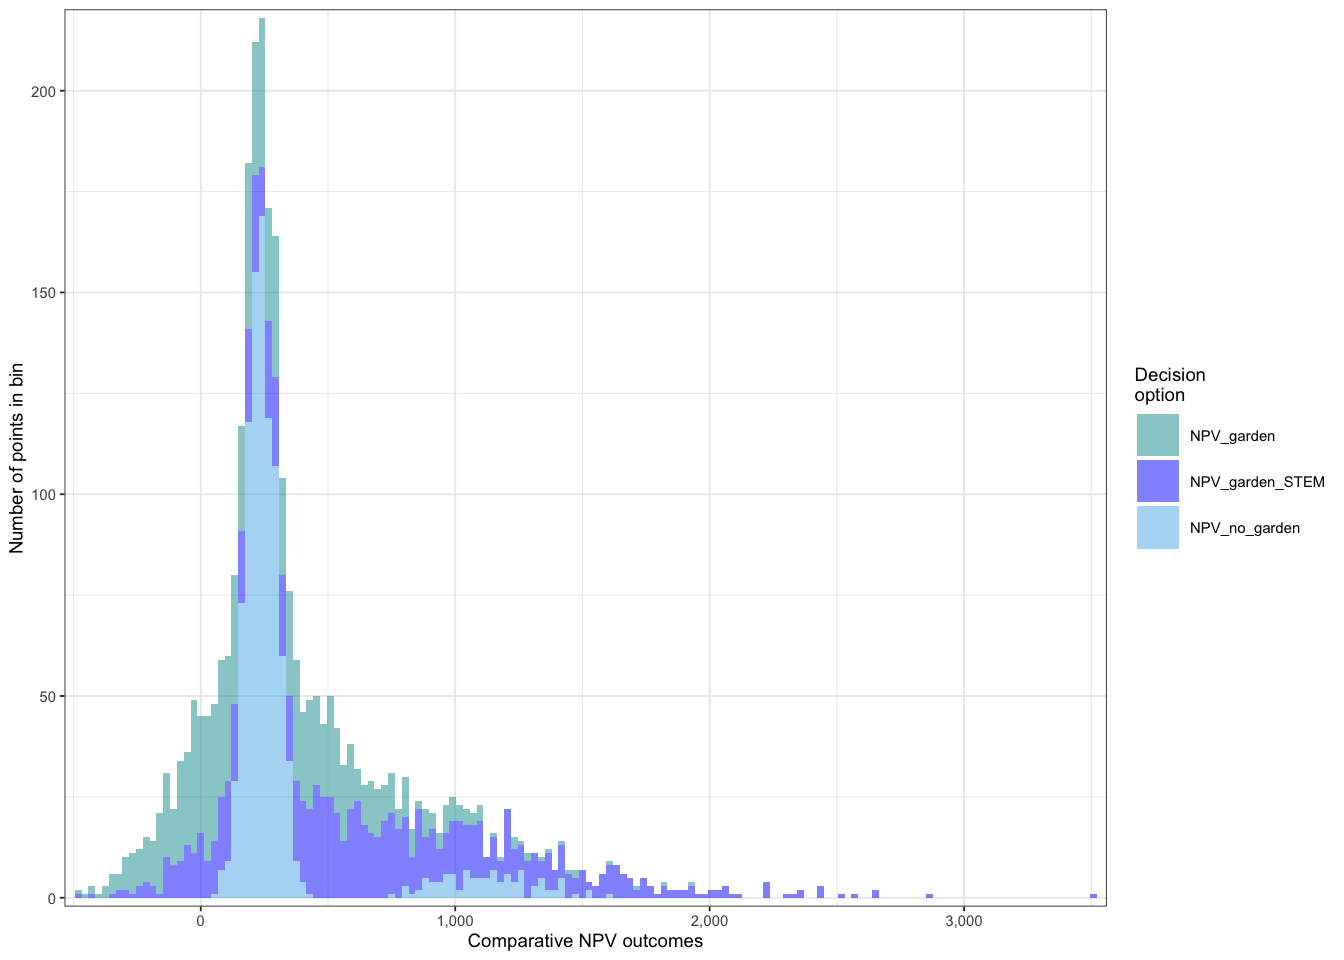 200
150
100
50
0
Number of points in bin
0
1,000
2,000
3,000
Comparative NPV outcomes
Decision
option
NPV_garden
NPV_garden_STEM
NPV_no_garden